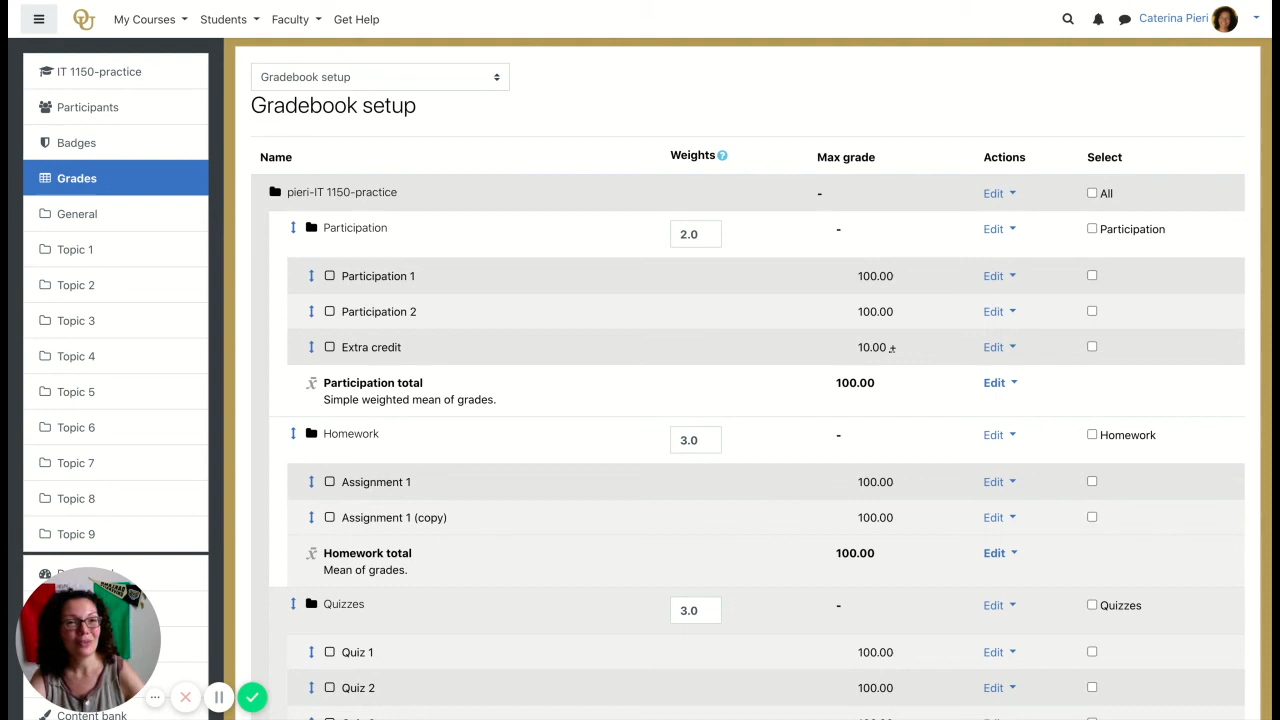 My Courses
Students
Faculty
Get Help
Caterina Pieri
IT 1150-practice
Participants
Badges
Grades
General
Topic 1
Topic 2
Topic 3
Topic 4
Topic 5
Topic 6
Topic 7
Topic 8
Topic 9
Content bank
Gradebook setup
Gradebook setup
Name Weights Max grade Actions Select
pieri-IT 1150-practice - Edit All
Participation 2.0 - Edit Participation
Participation 1 100.00 Edit
Participation 2 100.00 Edit
Extra credit 10.00 + Edit
Participation total 100.00 Edit
Simple weighted mean of grades.
Homework 3.0 - Edit Homework
Assignment 1 100.00 Edit
Assignment 1 (copy) 100.00 Edit
Homework total 100.00 Edit
Mean of grades.
Quizzes 3.0 - Edit Quizzes
Quiz 1 100.00 Edit
Quiz 2 100.00 Edit